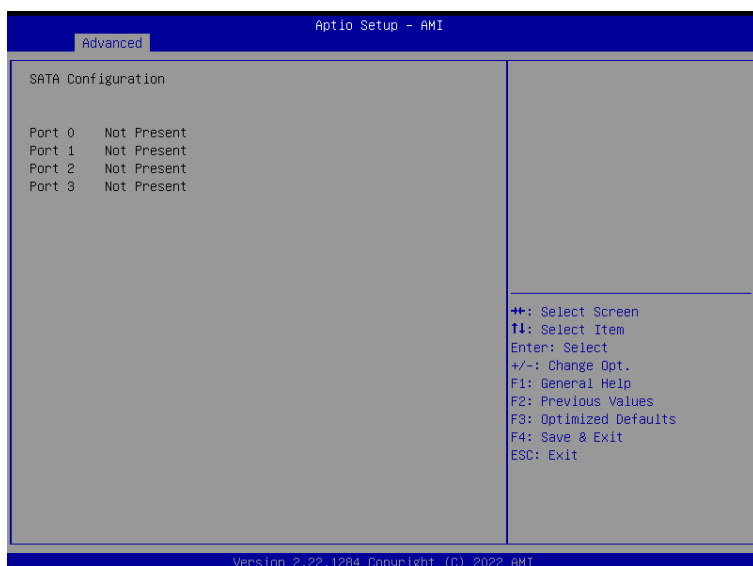 Aptio Setup – AMI
Advanced
SATA Configuration
Port 0 Not Present
Port 1 Not Present
Port 2 Not Present
Port 3 Not Present
→←: Select Screen
↑↓: Select Item
Enter: Select
+/-: Change Opt.
F1: General Help
F2: Previous Values
F3: Optimized Defaults
F4: Save & Exit
ESC: Exit
Version 2.22.1284 Copyright (C) 2022 AMI